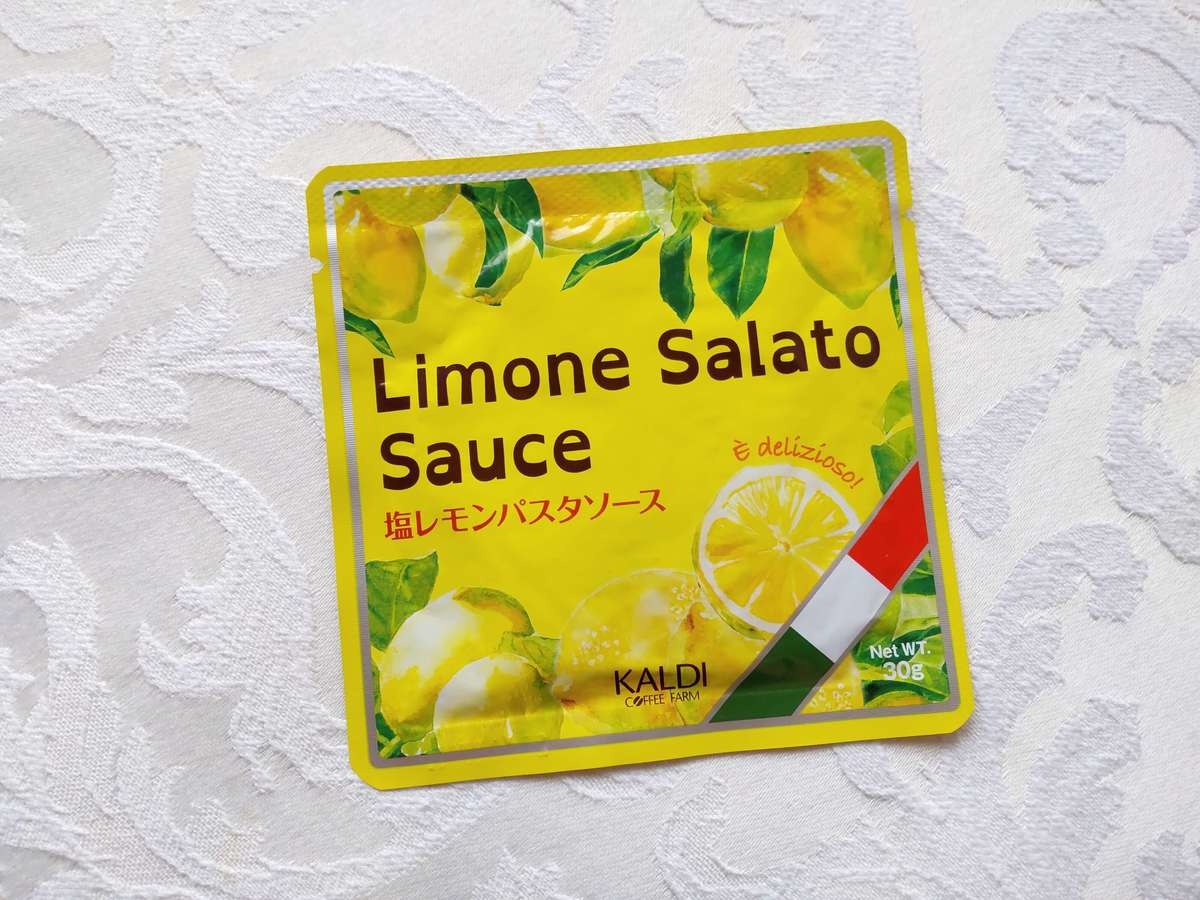 Limone Salato
Sauce
塩レモンパスタソース
È delizioso!
KALDI
COFFEE FARM
Net WT.
30g